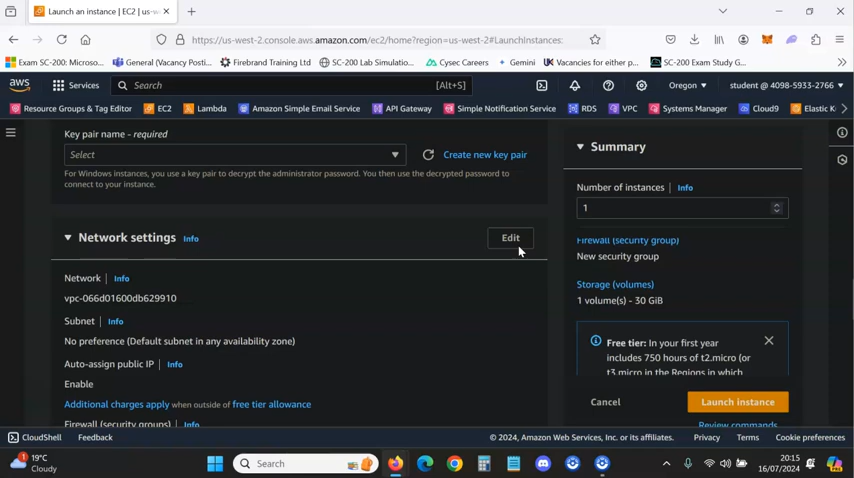 Launch an instance | EC2 | us-w
https://us-west-2.console.aws.amazon.com/ec2/home?region=us-west-2#LaunchInstances:
Exam SC-200: Microso...
General (Vacancy Posti...
Firebrand Training Ltd
SC-200 Lab Simulatio...
Cysec Careers
Gemini
Vacancies for either p...
SC-200 Exam Study G...
aws
Services
Search
[Alt+S]
Oregon
student @ 4098-5933-2766
Resource Groups & Tag Editor
EC2
Lambda
Amazon Simple Email Service
API Gateway
Simple Notification Service
RDS
VPC
Systems Manager
Cloud9
Elastic K
Key pair name - required
Select
Create new key pair
For Windows instances, you use a key pair to decrypt the administrator password. You then use the decrypted password to
connect to your instance.
Network settings Info
Edit
Network | Info
vpc-066d01600db629910
Subnet | Info
No preference (Default subnet in any availability zone)
Auto-assign public IP | Info
Enable
Additional charges apply when outside of free tier allowance
Firewall (security groups) | Info
Summary
Number of instances | Info
1
Firewall (security group)
New security group
Storage (volumes)
1 volume(s) - 30 GiB
Free tier: In your first year
includes 750 hours of t2.micro (or
t3.micro in the Regions in which
Cancel
Launch instance
Review commands
CloudShell
Feedback
© 2024, Amazon Web Services, Inc. or its affiliates.
Privacy
Terms
Cookie preferences
1
19°C
Cloudy
Search
20:15
16/07/2024